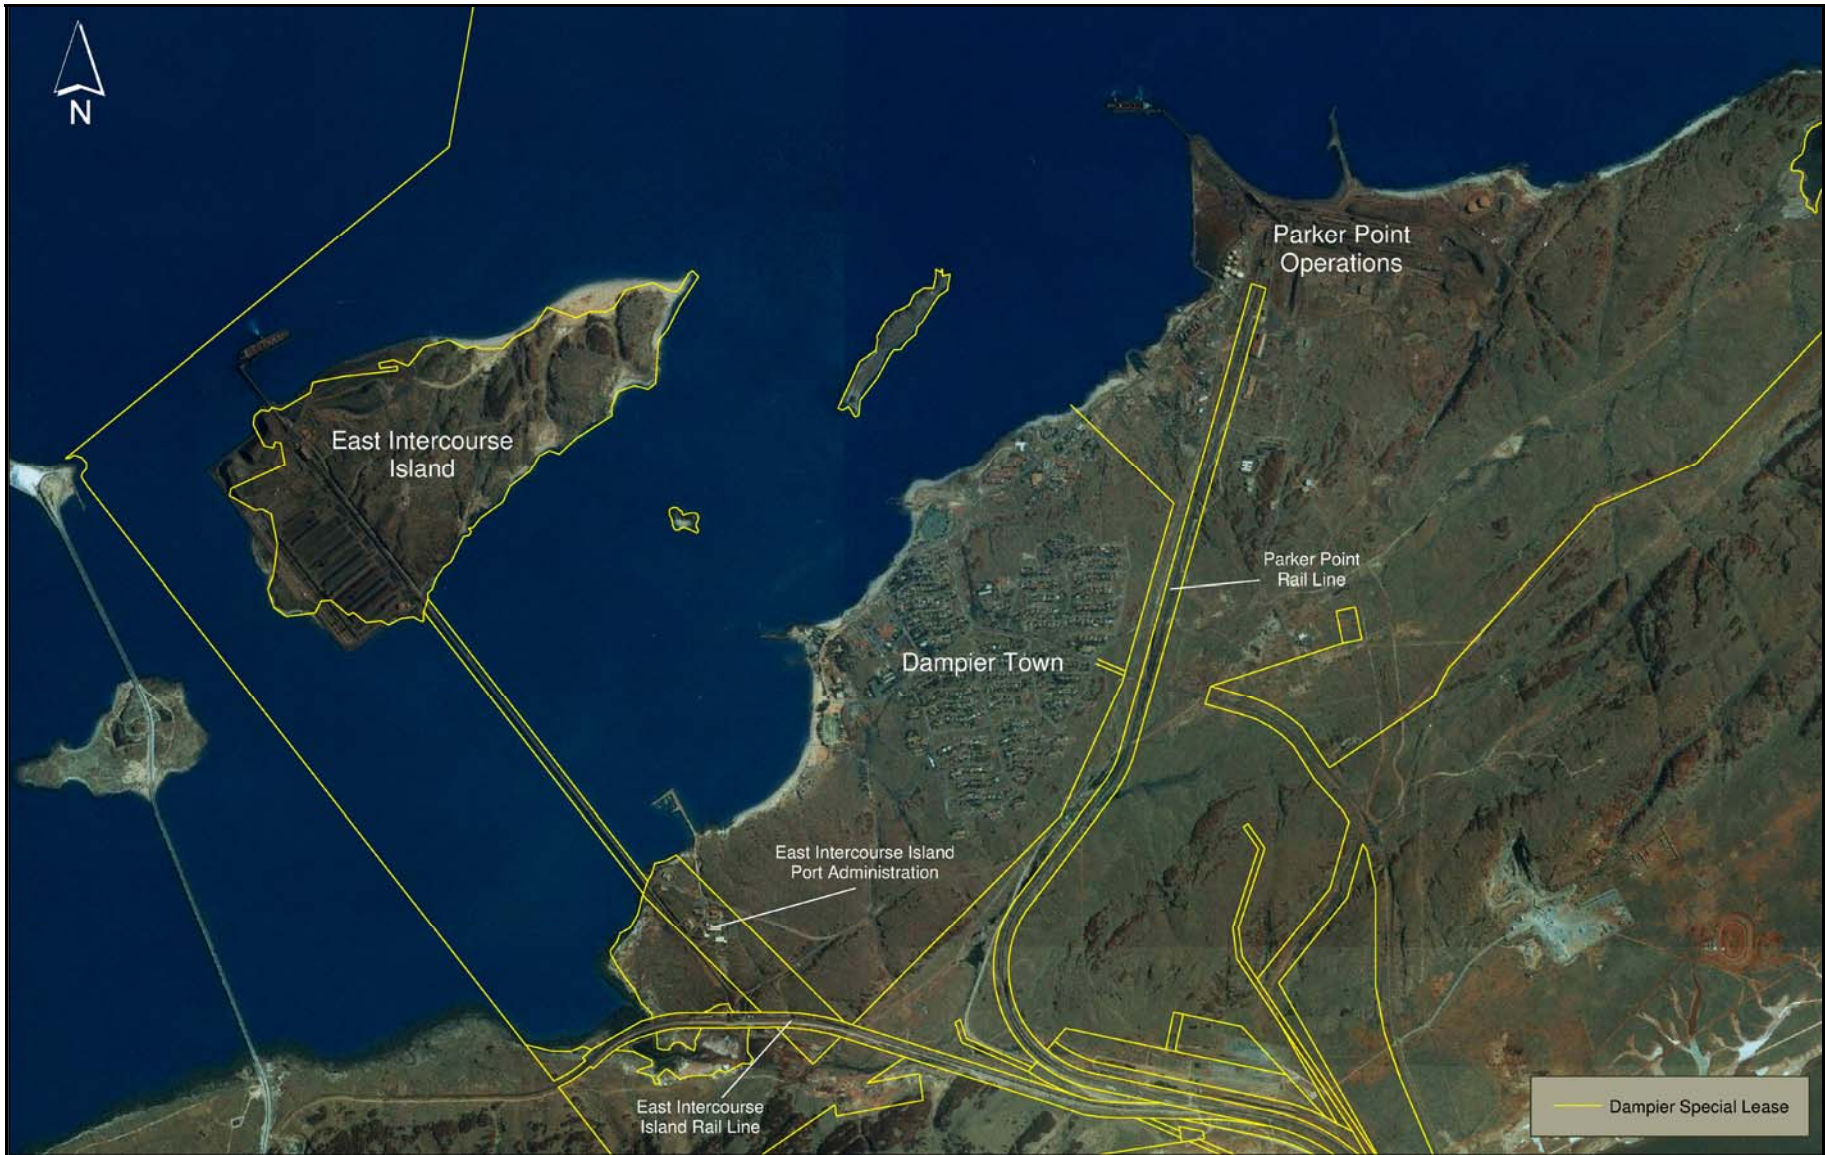 N
Parker Point
Operations
East Intercourse
Island
Parker Point
Rail Line
Dampier Town
East Intercourse Island
Port Administration
East Intercourse
Island Rail Line
Dampier Special Lease